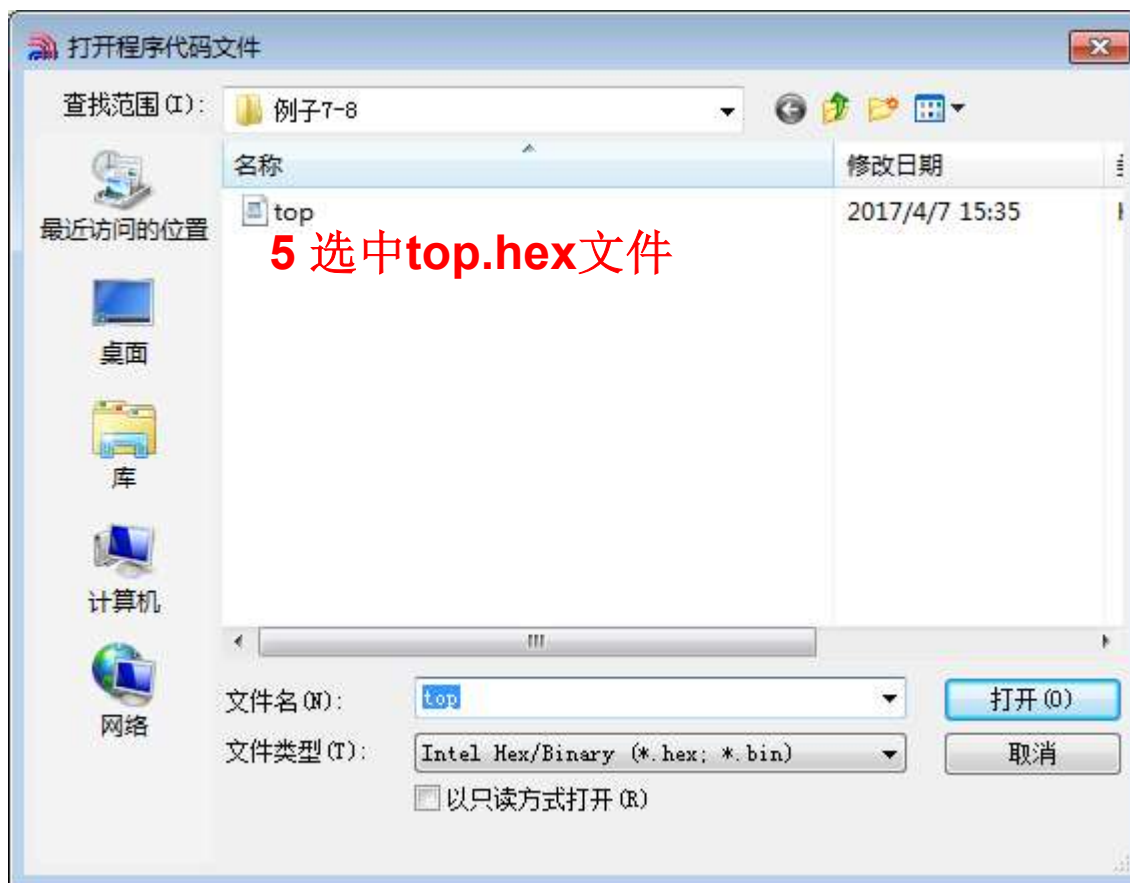 打开程序代码文件
查找范围(I):
例子7-8
名称
修改日期
top
2017/4/7 15:35
5 选中top.hex文件
最近访问的位置
桌面
库
计算机
网络
文件名(N):
top
打开(O)
文件类型(T):
Intel Hex/Binary (*.hex; *.bin)
取消
以只读方式打开(R)